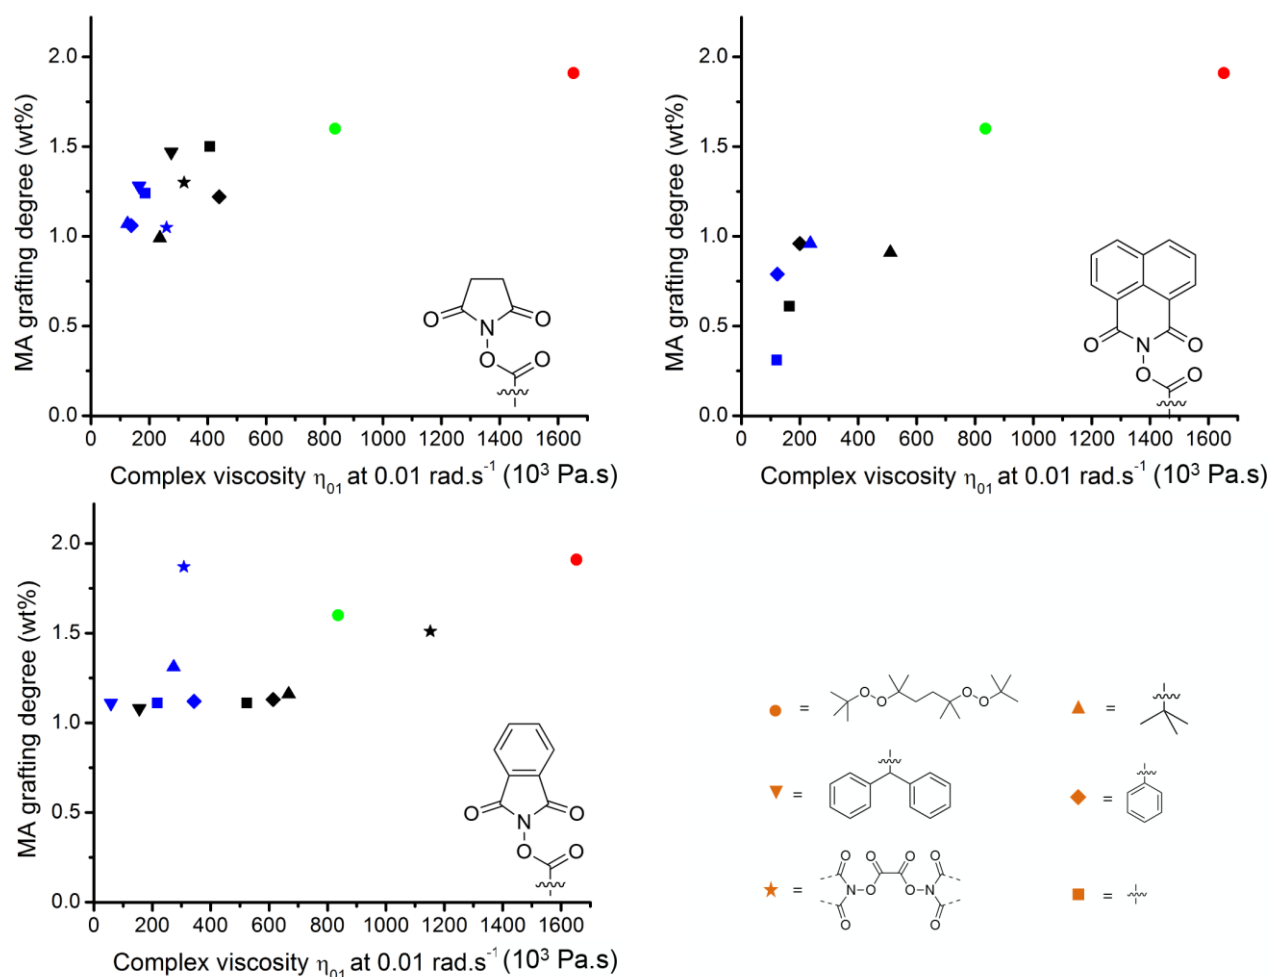 MA grafting degree (wt%)
2.0
1.5
1.0
0.5
0.0
0 200 400 600 800 1000 1200 1400 1600
Complex viscosity η01 at 0.01 rad.s-1 (10³ Pa.s)
O N O
O O
MA grafting degree (wt%)
2.0
1.5
1.0
0.5
0.0
0 200 400 600 800 1000 1200 1400 1600
Complex viscosity η01 at 0.01 rad.s-1 (10³ Pa.s)
O N O
O O
MA grafting degree (wt%)
2.0
1.5
1.0
0.5
0.0
0 200 400 600 800 1000 1200 1400 1600
Complex viscosity η01 at 0.01 rad.s-1 (10³ Pa.s)
O O
N
O O
= O O O O
=
=
=
= O O O O
N O O N
O O
=